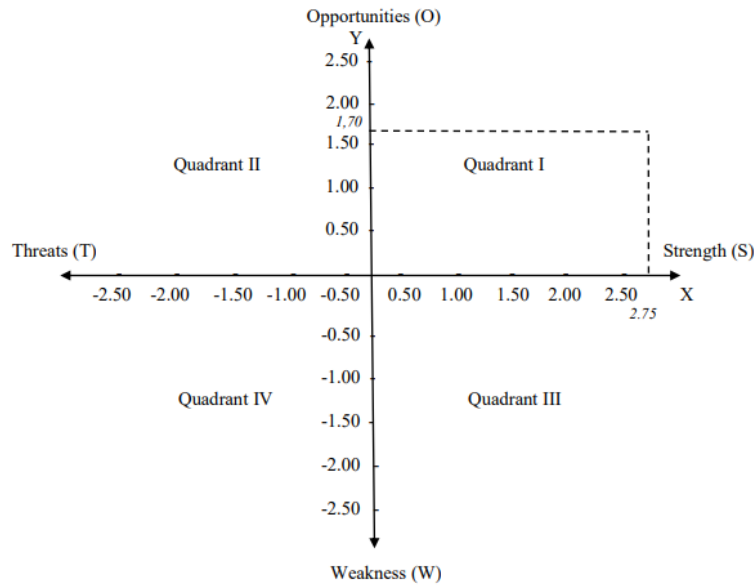 Opportunities (O)
Y
2.50
2.00
1,70
1.50
Quadrant II
Quadrant I
1.00
0.50
Threats (T)
Strength (S)
-2.50 -2.00 -1.50 -1.00 -0.50 0.50 1.00 1.50 2.00 2.50 X
2.75
-0.50
-1.00
Quadrant IV
Quadrant III
-1.50
-2.00
-2.50
Weakness (W)